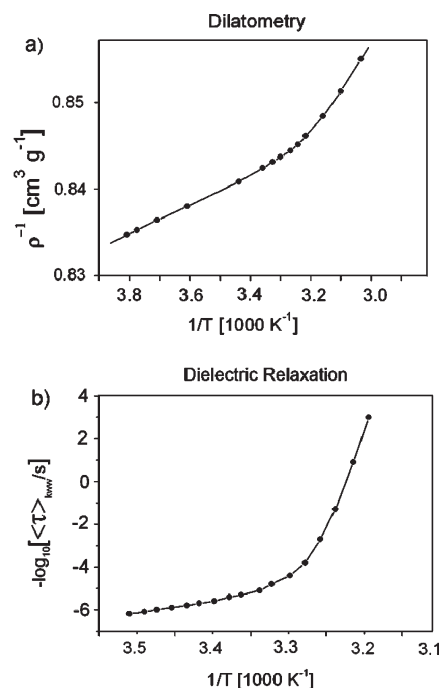 Dilatometry
a)
0.85
0.84
0.83
ρ⁻¹ [cm³ g⁻¹]
3.8 3.6 3.4 3.2 3.0
1/T [1000 K⁻¹]
Dielectric Relaxation
b)
4
2
0
-2
-4
-6
-log₁₀[<τ>kww/s]
3.5 3.4 3.3 3.2 3.1
1/T [1000 K⁻¹]